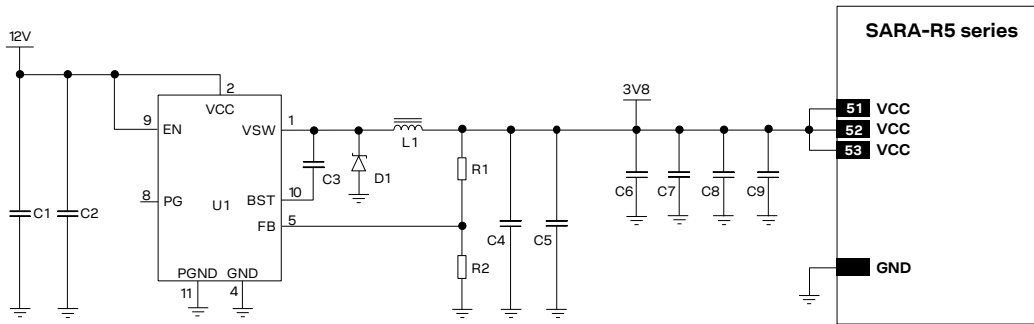 SARA-R5 series
12V
2
VCC
3V8
9
EN
VSW
1
L1
51
VCC
52
VCC
53
VCC
C3
D1
R1
8
PG
U1
BST
10
C6
C7
C8
C9
C1
C2
FB
5
C4
C5
R2
PGND
GND
11
4
GND